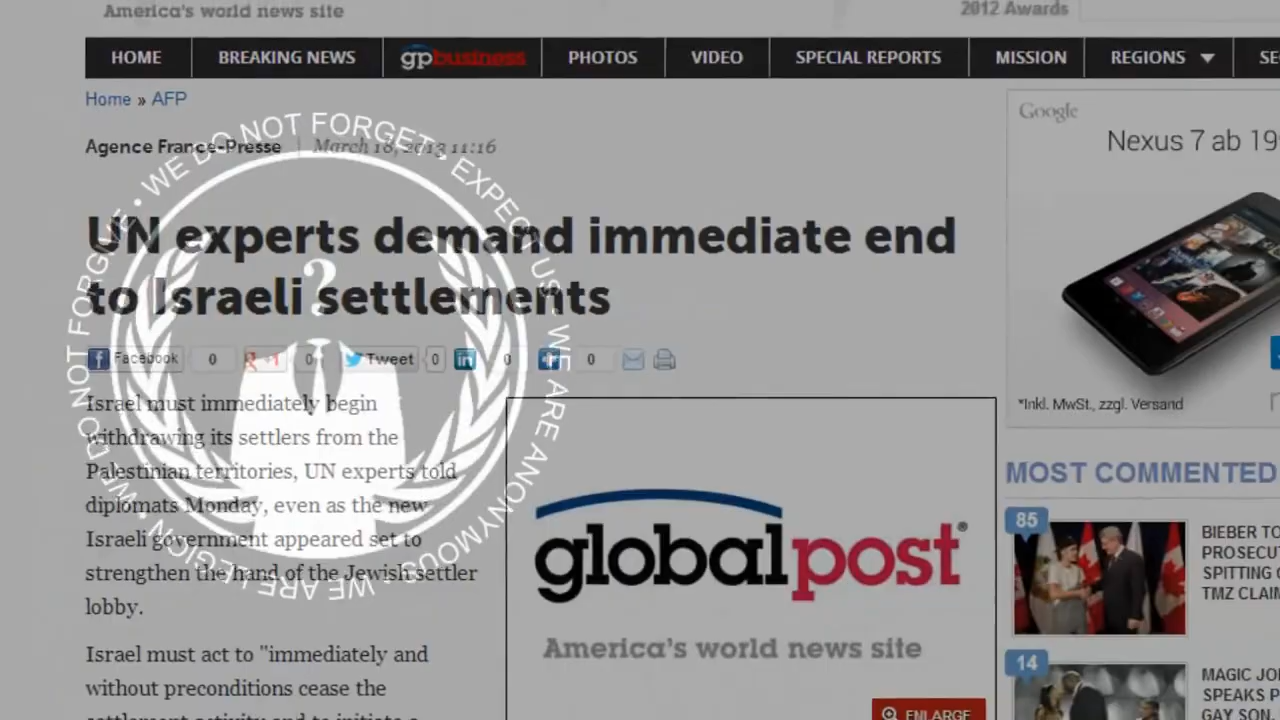 America's world news site
2012 Awards
HOME BREAKING NEWS gpbusiness PHOTOS VIDEO SPECIAL REPORTS MISSION REGIONS
Home » AFP
Agence France-Presse March 18, 2013 11:16
UN experts demand immediate end
to Israeli settlements
Facebook 0 +1 0 Tweet 0 in 0 0
Israel must immediately begin
withdrawing its settlers from the
Palestinian territories, UN experts told
diplomats Monday, even as the new
Israeli government appeared set to
strengthen the hand of the Jewish settler
lobby.
Israel must act to "immediately and
without preconditions cease the
WE ARE ANONYMOUS • WE ARE LEGION • WE DO NOT FORGIVE • WE DO NOT FORGET • EXPECT US •
?
globalpost®
America's world news site
ENLARGE
Google
Nexus 7 ab 19
*Inkl. MwSt., zzgl. Versand
MOST COMMENTED
85
BIEBER TO
PROSECUT
SPITTING
TMZ CLAIM
14
MAGIC JO
SPEAKS
GAY SON